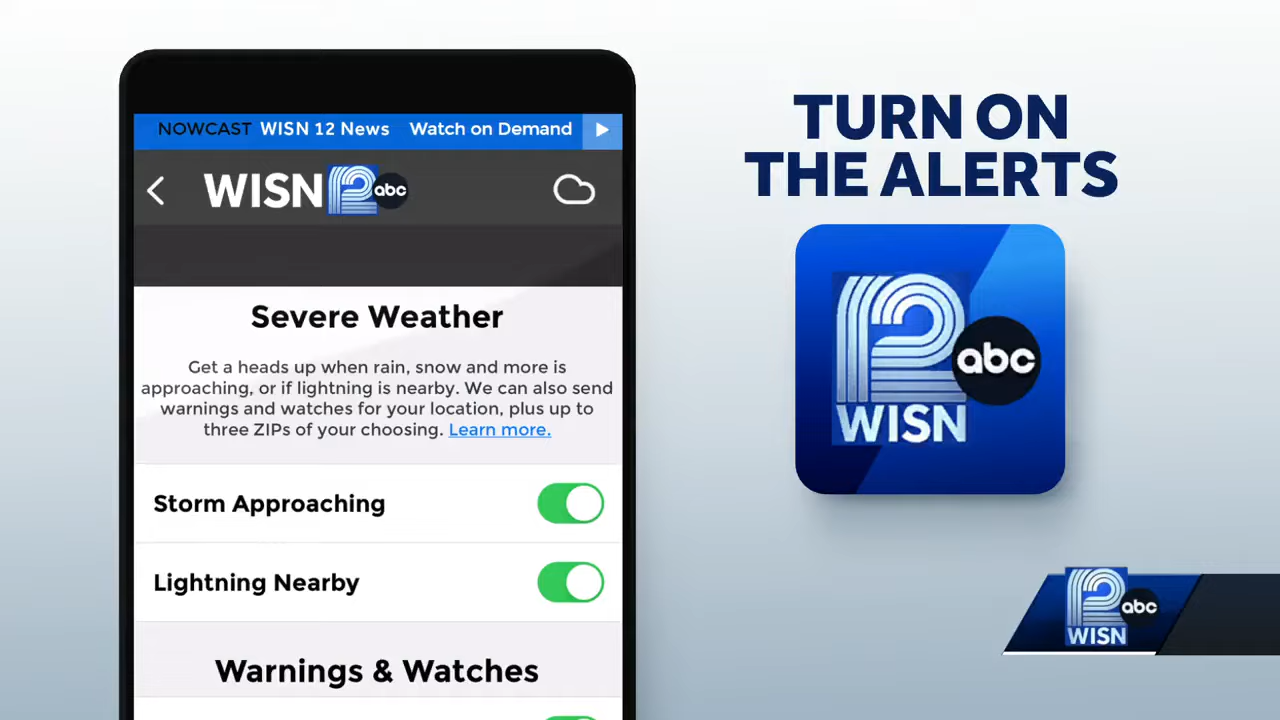 NOWCAST WISN 12 News Watch on Demand
WISN 12 abc
Severe Weather
Get a heads up when rain, snow and more is
approaching, or if lightning is nearby. We can also send
warnings and watches for your location, plus up to
three ZIPs of your choosing. Learn more.
Storm Approaching
Lightning Nearby
Warnings & Watches
TURN ON
THE ALERTS
12
abc
WISN
12
abc
WISN